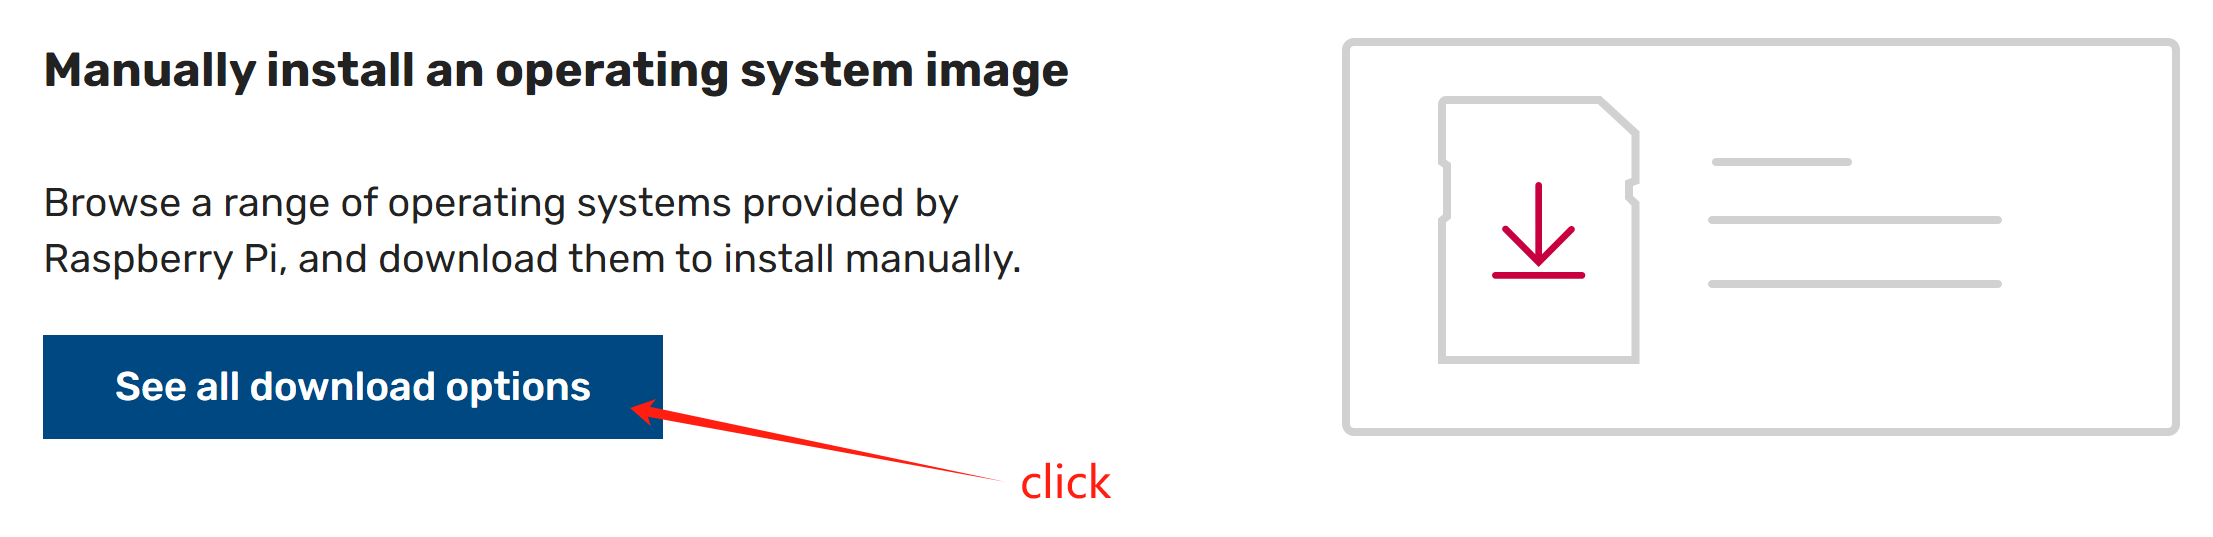 Manually install an operating system image
Browse a range of operating systems provided by
Raspberry Pi, and download them to install manually.
See all download options
click